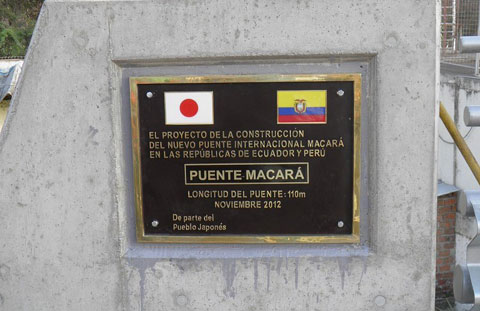 EL PROYECTO DE LA CONSTRUCCIÓN
DEL NUEVO PUENTE INTERNACIONAL MACARÁ
EN LAS REPÚBLICAS DE ECUADOR Y PERÚ
PUENTE MACARÁ
LONGITUD DEL PUENTE: 110m
NOVIEMBRE 2012
De parte del
Pueblo Japonés